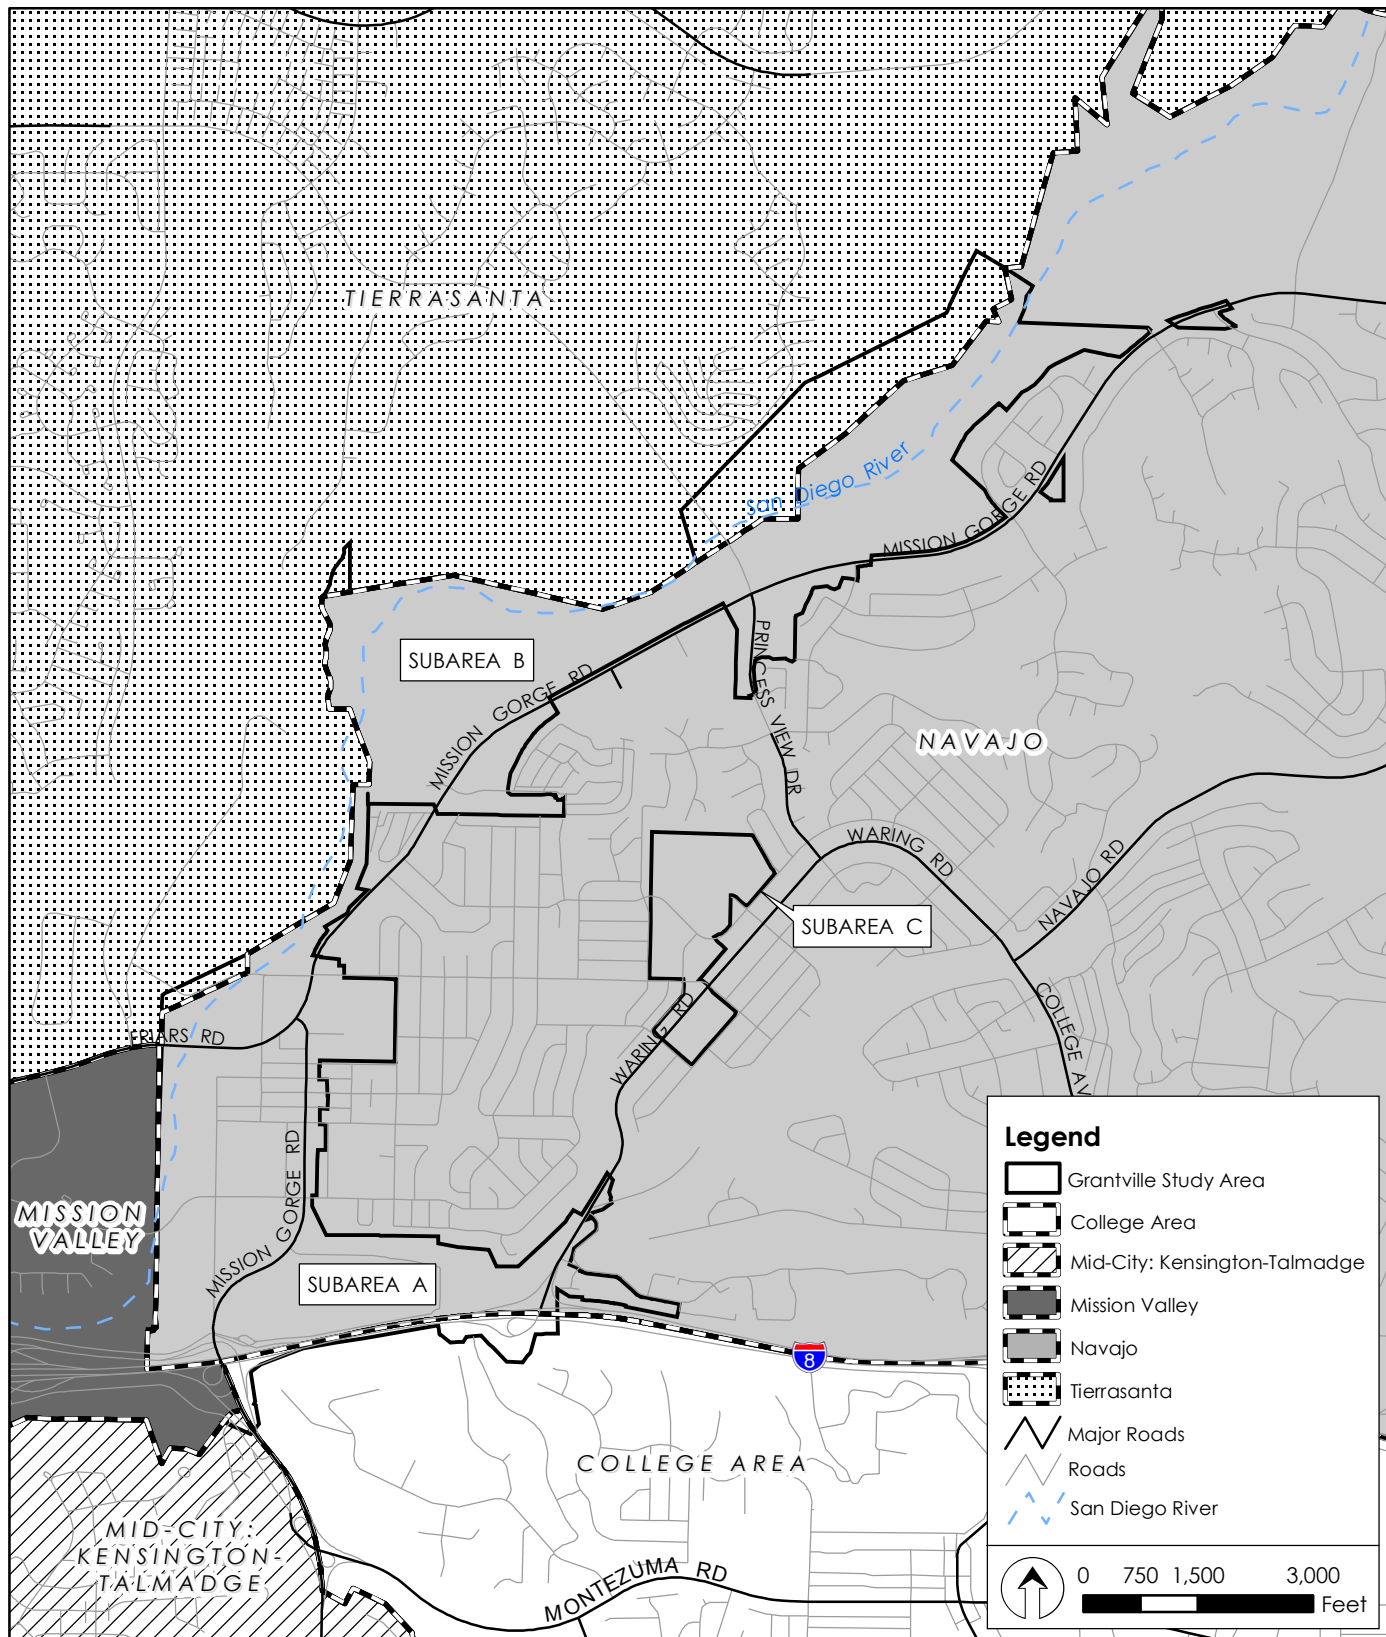 TIERRASANTA
San Diego River
MISSION GORGE RD
SUBAREA B
MISSION GORGE RD
PRINCESS VIEW DR
NAVAJO
WARING RD
NAVAJO RD
SUBAREA C
COLLEGE AV
WARING RD
FRIARS RD
MISSION GORGE RD
MISSION
VALLEY
SUBAREA A
8
COLLEGE AREA
MID-CITY:
KENSINGTON-
TALMADGE
MONTEZUMA RD
Legend
Grantville Study Area
College Area
Mid-City: Kensington-Talmadge
Mission Valley
Navajo
Tierrasanta
Major Roads
Roads
San Diego River
0 750 1,500 3,000
Feet